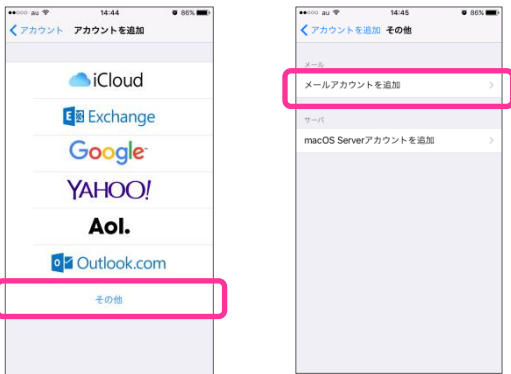 au 14:44 86%
アカウント アカウントを追加
iCloud
E Exchange
Google
YAHOO!
Aol.
o Outlook.com
その他
au 14:45 86%
アカウントを追加 その他
メール
メールアカウントを追加
サーバ
macOS Serverアカウントを追加